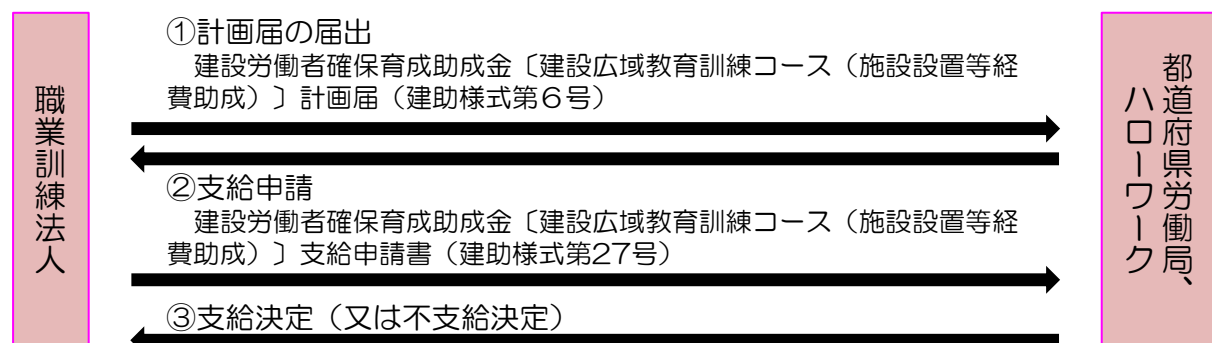 職業訓練法人
①計画届の届出
建設労働者確保育成助成金〔建設広域教育訓練コース(施設設置等経
費助成)〕計画届(建助様式第6号)
②支給申請
建設労働者確保育成助成金〔建設広域教育訓練コース(施設設置等経
費助成)〕支給申請書(建助様式第27号)
③支給決定(又は不支給決定)
都道府県労働局、
ハローワーク